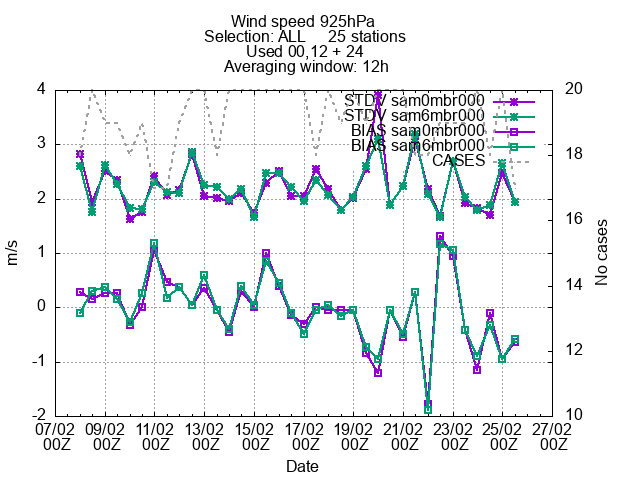 Wind speed 925hPa
Selection: ALL 25 stations
Used 00,12 + 24
Averaging window: 12h
4
3
2
1
0
-1
-2
m/s
20
18
16
14
12
10
No cases
STDV sam0mbr000
STDV sam6mbr000
BIAS sam0mbr000
BIAS sam6mbr000
CASES
07/02 09/02 11/02 13/02 15/02 17/02 19/02 21/02 23/02 25/02 27/02
00Z 00Z 00Z 00Z 00Z 00Z 00Z 00Z 00Z 00Z 00Z
Date